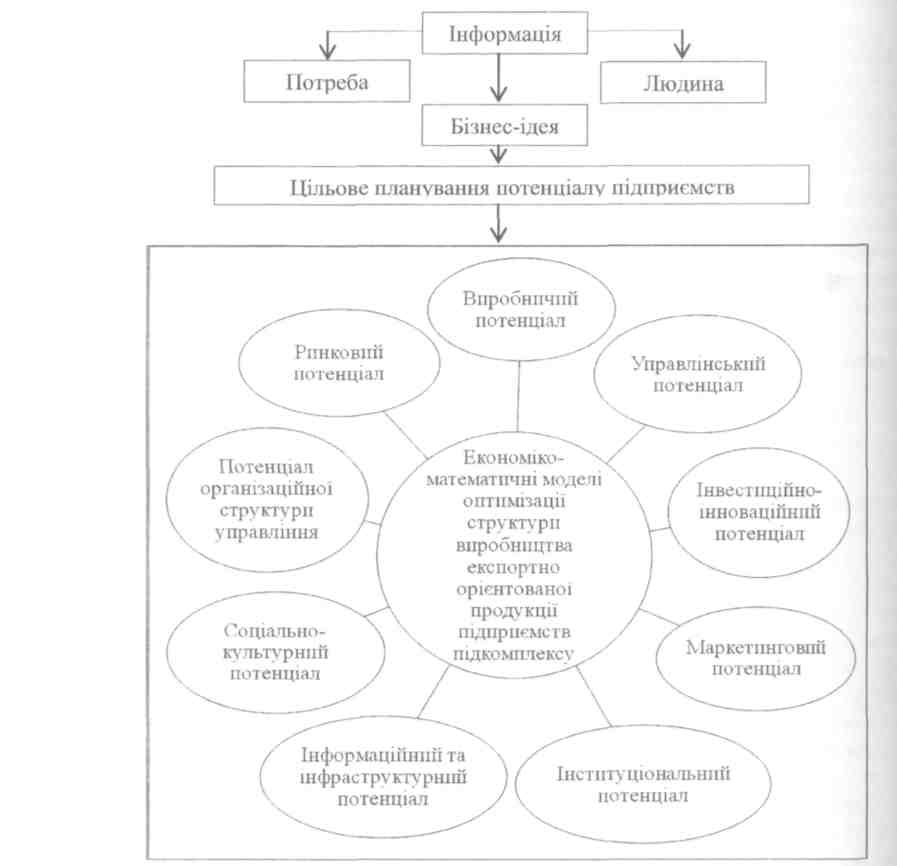 Інформація
Потреба
Людина
Бізнес-ідея
Цільове планування потенціалу підприємств
Виробничий
потенціал
Ринковий
потенціал
Управлінський
потенціал
Потенціал
організаційної
структури
управління
Економіко-
математичні моделі
оптимізації
структури
виробництва
експортно
орієнтованої
продукції
підприємств
підкомплексу
Інвестиційно-
інноваційний
потенціал
Соціально-
культурний
потенціал
Маркетинговий
потенціал
Інформаційний та
інфраструктурний
потенціал
Інституціональний
потенціал